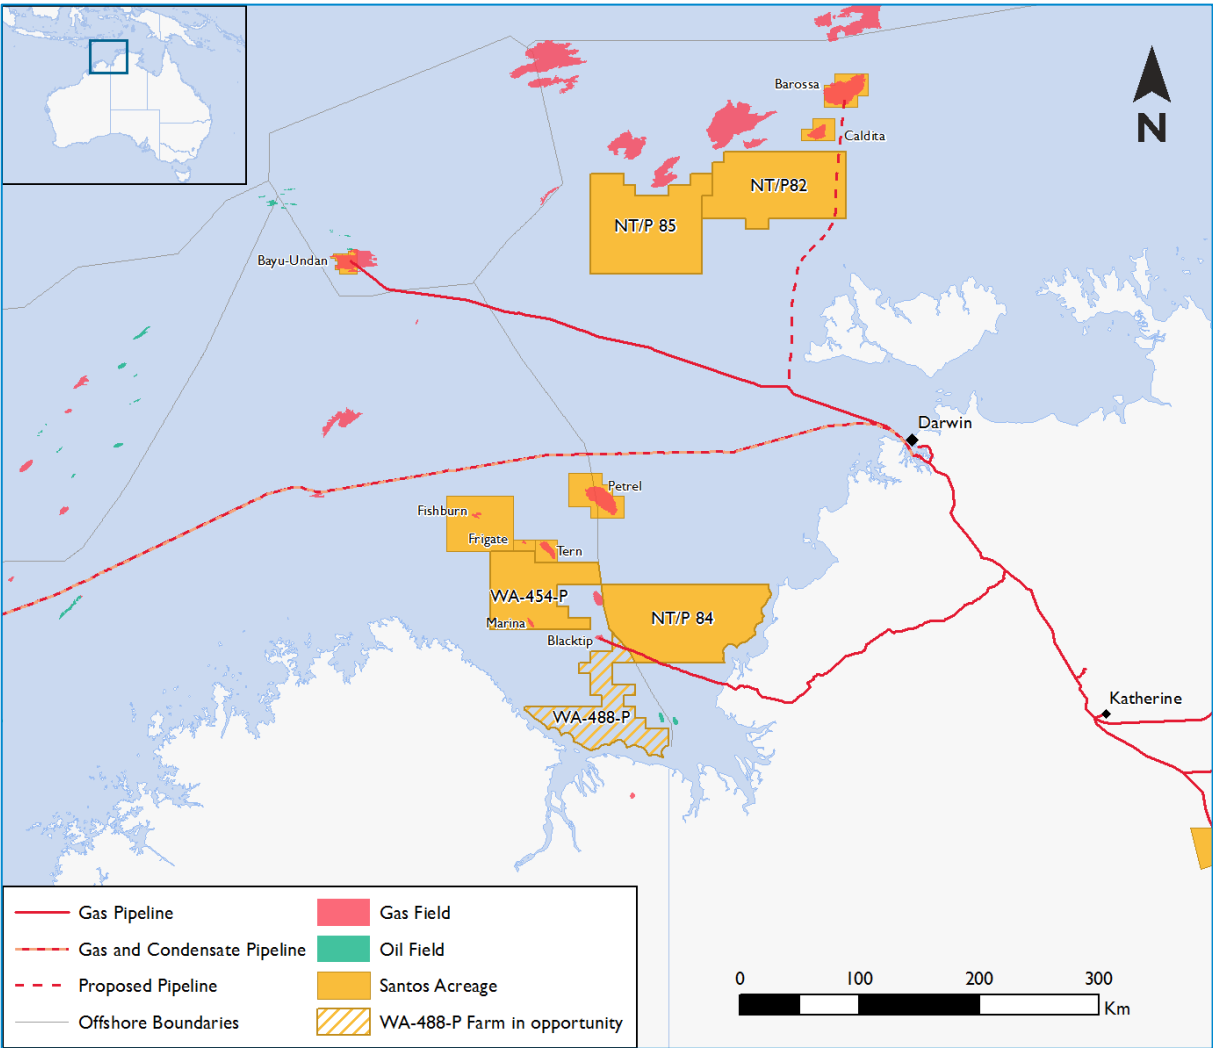 Barossa
N
Caldita
NT/P82
NT/P 85
Bayu-Undan
Darwin
Petrel
Fishburn
Frigate
Tern
WA-454-P
NT/P 84
Marina
Blacktip
Katherine
WA-488-P
Gas Pipeline
Gas Field
Gas and Condensate Pipeline
Oil Field
Proposed Pipeline
Santos Acreage
Offshore Boundaries
WA-488-P Farm in opportunity
0 100 200 300
Km